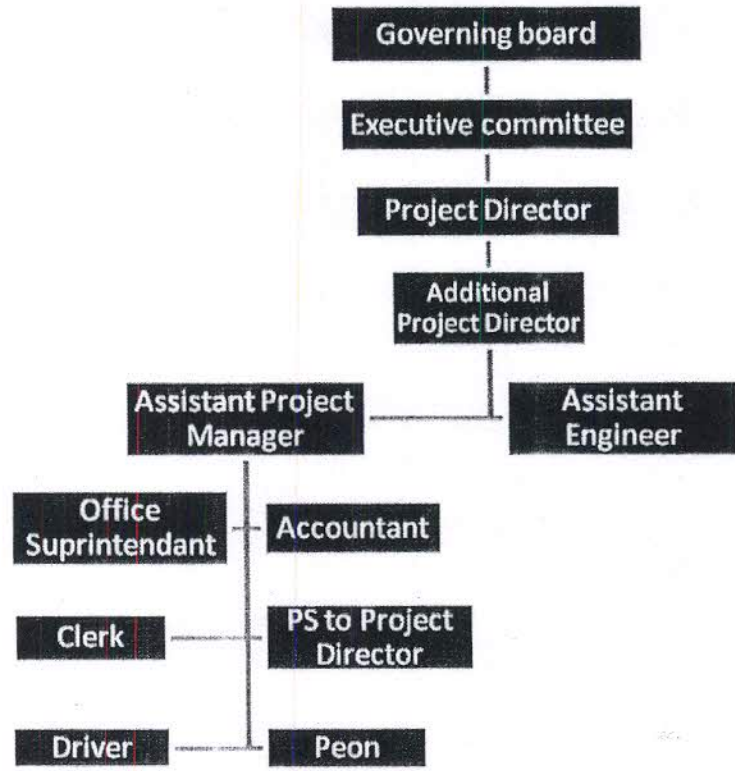 Governing board
Executive committee
Project Director
Additional
Project Director
Assistant Project
Manager
Assistant
Engineer
Office
Suprintendant
Accountant
Clerk
PS to Project
Director
Driver
Peon